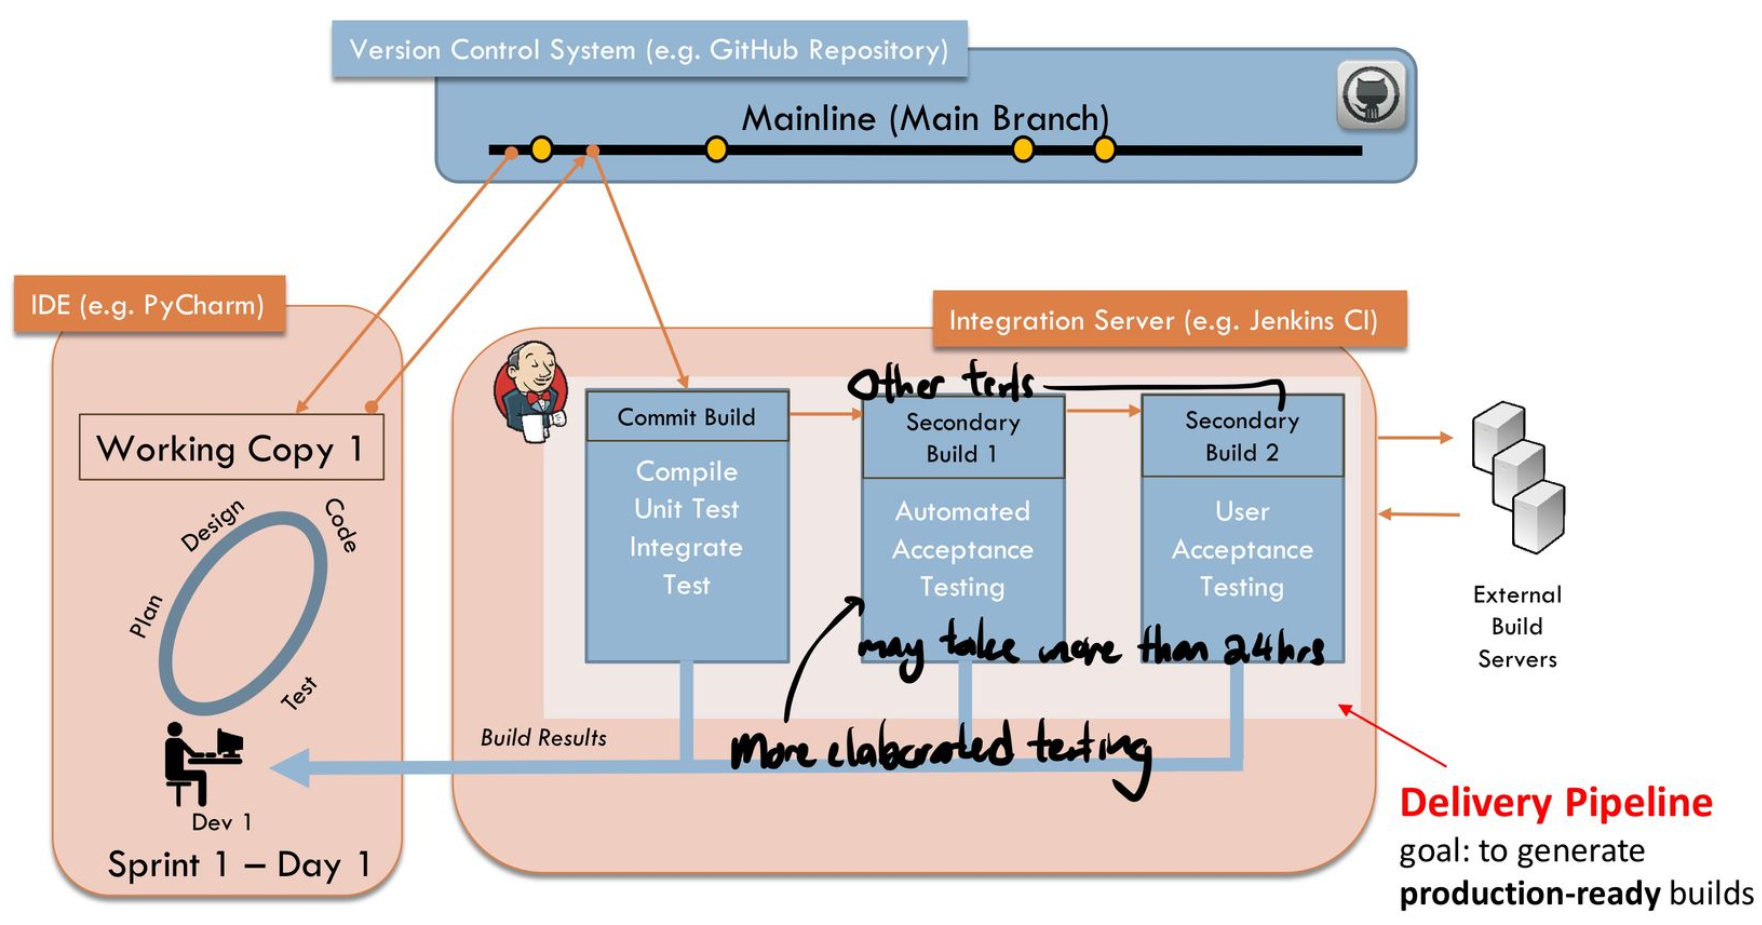 Version Control System (e.g. GitHub Repository)
Mainline (Main Branch)
IDE (e.g. PyCharm)
Working Copy 1
Design
Code
Plan
Test
Dev 1
Sprint 1 – Day 1
Integration Server (e.g. Jenkins CI)
Other tests
Commit Build
Compile
Unit Test
Integrate
Test
Secondary
Build 1
Automated
Acceptance
Testing
Secondary
Build 2
User
Acceptance
Testing
may take more than 24hrs
More elaborated testing
Build Results
External
Build
Servers
Delivery Pipeline
goal: to generate
production-ready builds